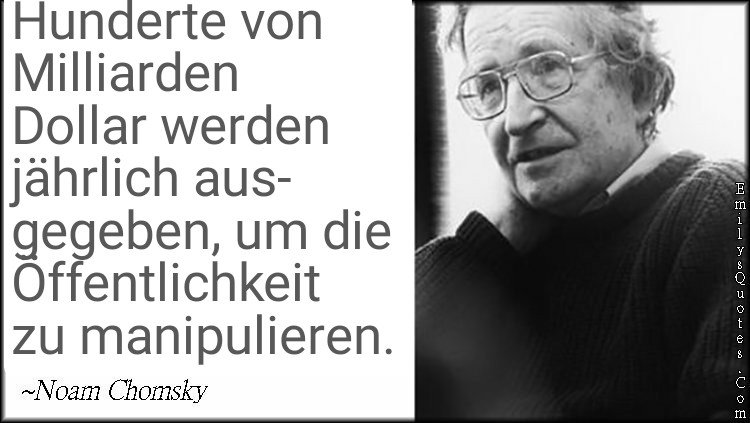 Hunderte von
Milliarden
Dollar werden
jährlich aus-
gegeben, um die
Öffentlichkeit
zu manipulieren.
~Noam Chomsky
EmilysQuotes.Com